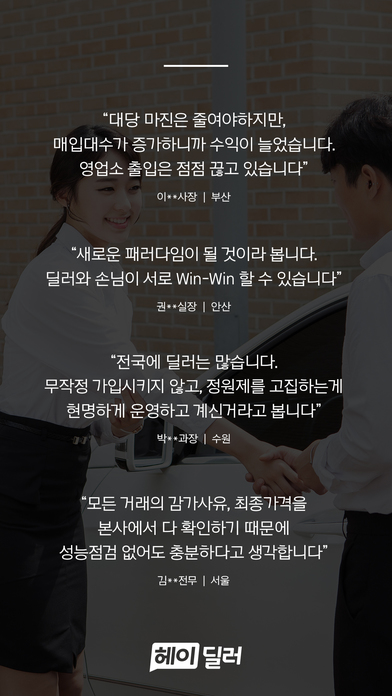 “대당 마진은 줄여야하지만,
매입대수가 증가하니까 수익이 늘었습니다.
영업소 출입은 점점 끊고 있습니다”
이**사장 | 부산
“새로운 패러다임이 될 것이라 봅니다.
딜러와 손님이 서로 Win-Win 할 수 있습니다”
권**실장 | 안산
“전국에 딜러는 많습니다.
무작정 가입시키지 않고, 정원제를 고집하는게
현명하게 운영하고 계신거라고 봅니다”
박**과장 | 수원
“모든 거래의 감가사유, 최종가격을
본사에서 다 확인하기 때문에
성능점검 없어도 충분하다고 생각합니다”
김**전무 | 서울
헤이딜러